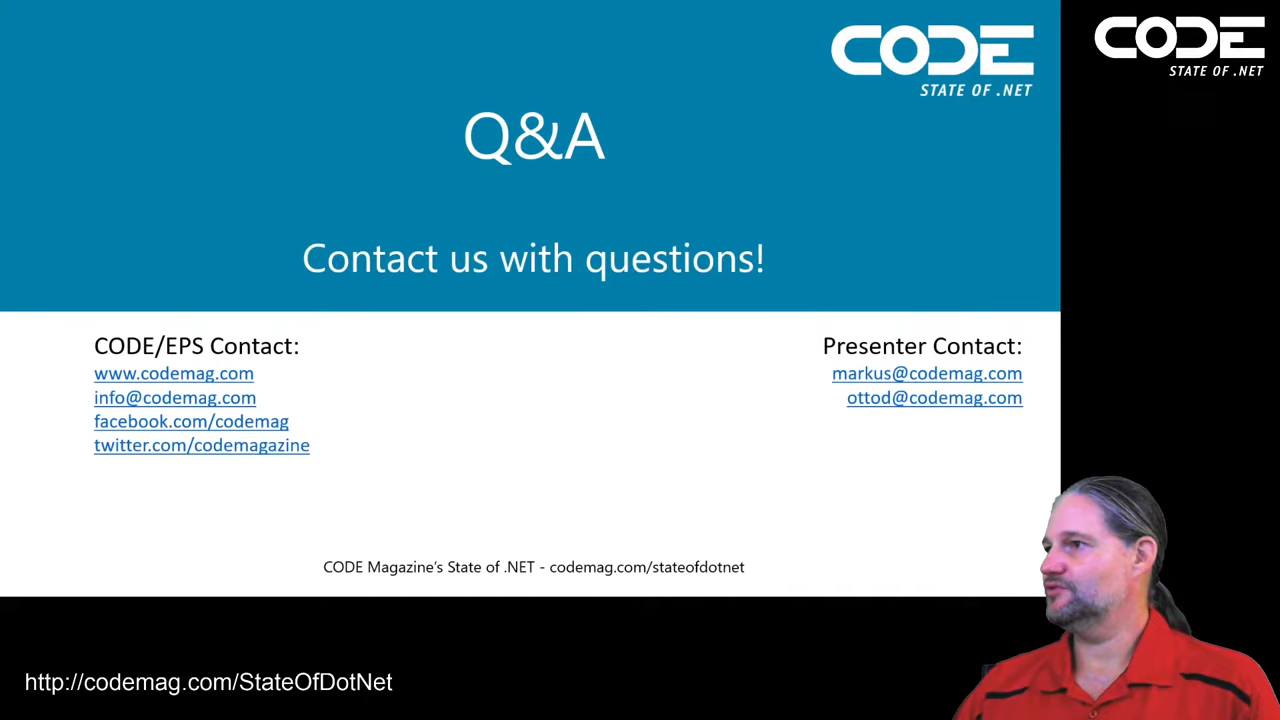 CODE
STATE OF .NET
CODE
STATE OF .NET
Q&A
Contact us with questions!
CODE/EPS Contact:
www.codemag.com
info@codemag.com
facebook.com/codemag
twitter.com/codemagazine
Presenter Contact:
markus@codemag.com
ottod@codemag.com
CODE Magazine's State of .NET - codemag.com/stateofdotnet
http://codemag.com/StateOfDotNet